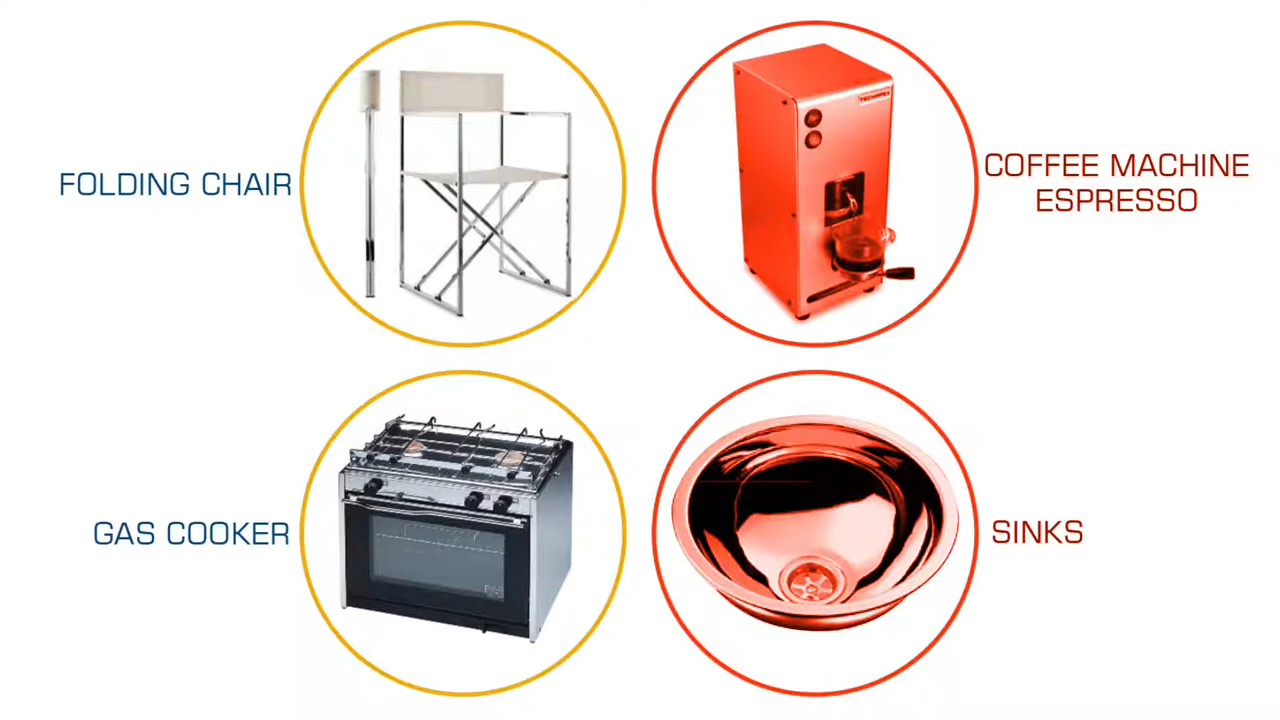 FOLDING CHAIR
COFFEE MACHINE
ESPRESSO
GAS COOKER
SINKS